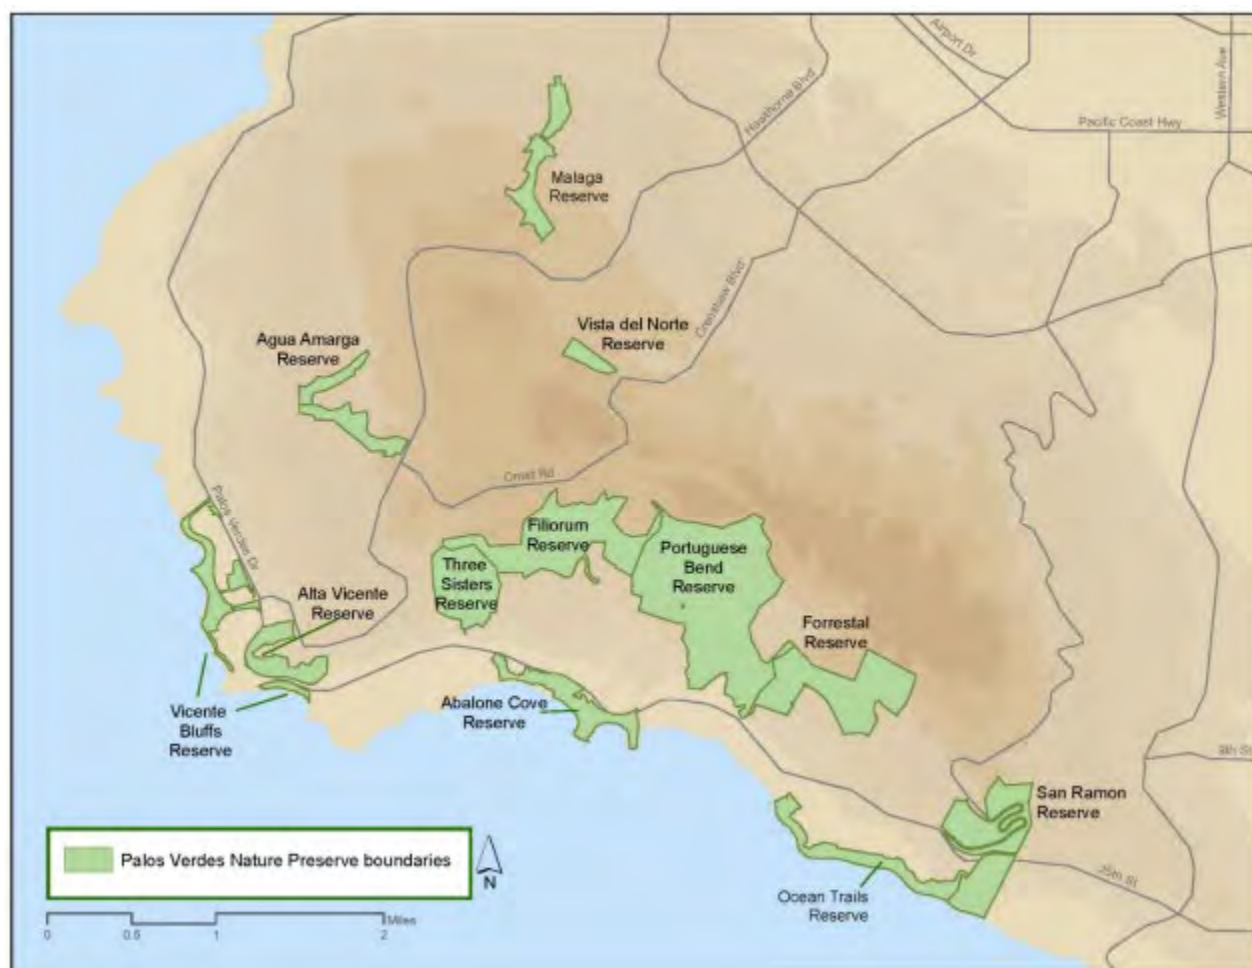 Airport Dr
Western Ave
Hawthorne Blvd
Pacific Coast Hwy
Malaga
Reserve
Crenshaw Blvd
Vista del Norte
Reserve
Agua Amarga
Reserve
Crest Rd
Palos Verdes Dr
Filiorum
Reserve
Three
Sisters
Reserve
Portuguese
Bend
Reserve
Alta Vicente
Reserve
Forrestal
Reserve
Abalone Cove
Reserve
Vicente
Bluffs
Reserve
9th St
San Ramon
Reserve
25th St
Ocean Trails
Reserve
Palos Verdes Nature Preserve boundaries
N
Miles
0 0.5 1 2